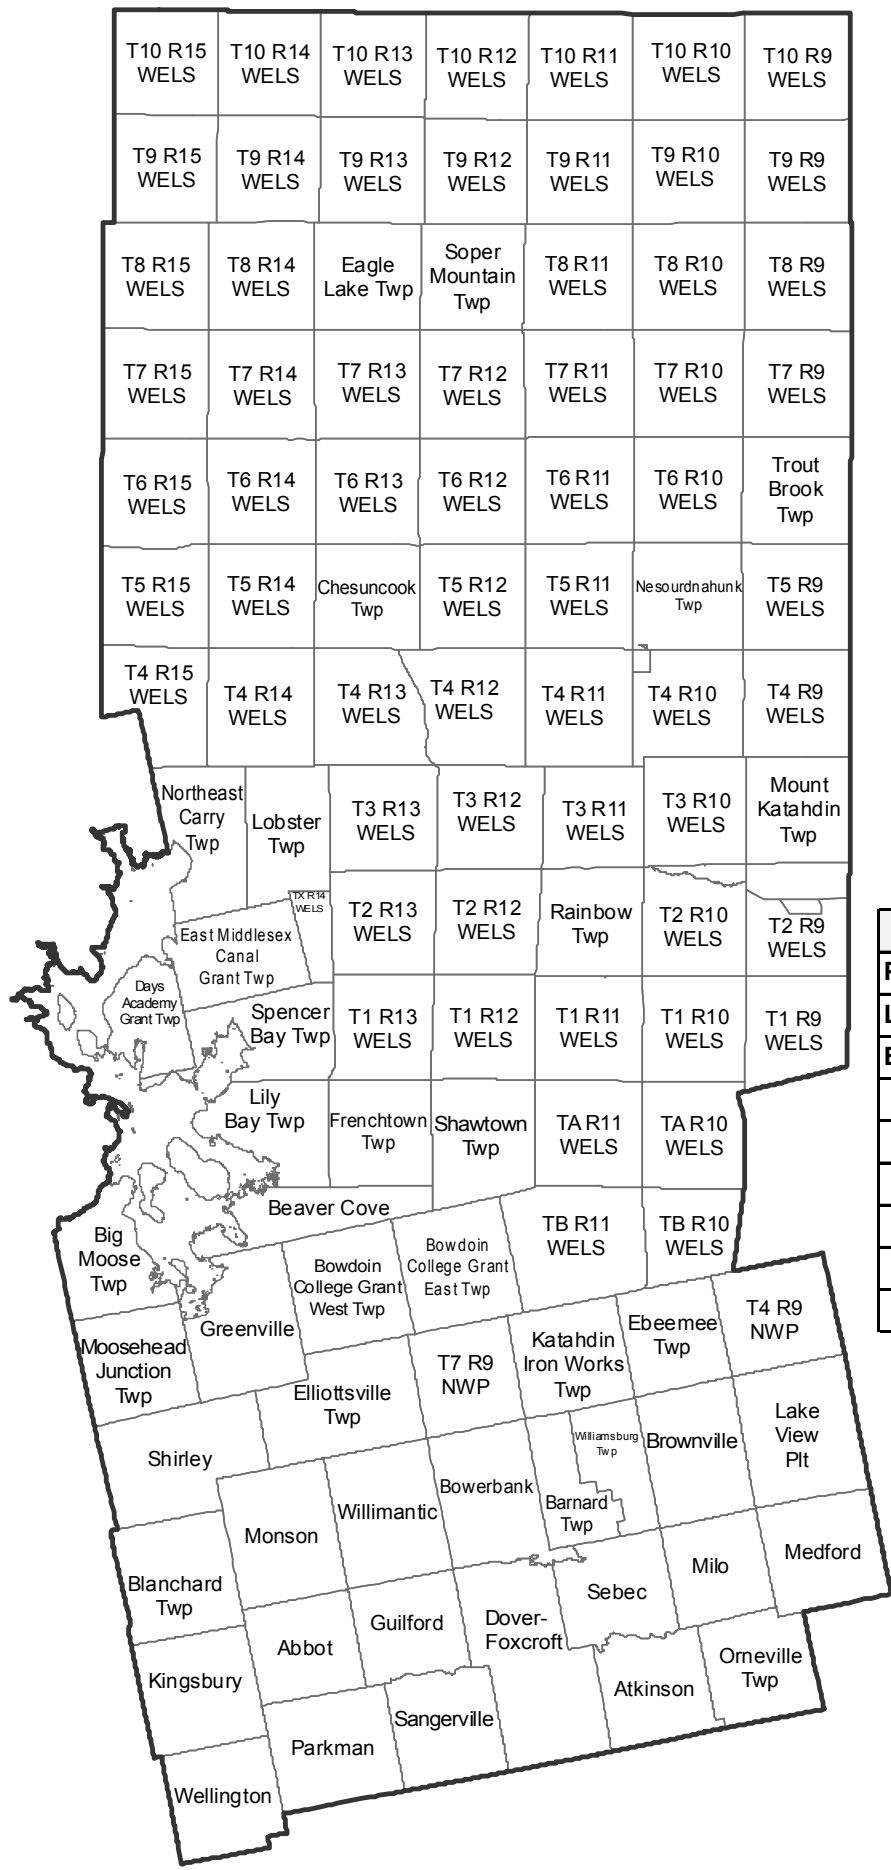 T10 R15
WELS
T10 R14
WELS
T10 R13
WELS
T10 R12
WELS
T10 R11
WELS
T10 R10
WELS
T10 R9
WELS
T9 R15
WELS
T9 R14
WELS
T9 R13
WELS
T9 R12
WELS
T9 R11
WELS
T9 R10
WELS
T9 R9
WELS
T8 R15
WELS
T8 R14
WELS
Eagle
Lake Twp
Soper
Mountain
Twp
T8 R11
WELS
T8 R10
WELS
T8 R9
WELS
T7 R15
WELS
T7 R14
WELS
T7 R13
WELS
T7 R12
WELS
T7 R11
WELS
T7 R10
WELS
T7 R9
WELS
T6 R15
WELS
T6 R14
WELS
T6 R13
WELS
T6 R12
WELS
T6 R11
WELS
T6 R10
WELS
Trout
Brook
Twp
T5 R15
WELS
T5 R14
WELS
Chesuncook
Twp
T5 R12
WELS
T5 R11
WELS
Nesourdnahunk
Twp
T5 R9
WELS
T4 R15
WELS
T4 R14
WELS
T4 R13
WELS
T4 R12
WELS
T4 R11
WELS
T4 R10
WELS
T4 R9
WELS
Northeast
Carry
Twp
Lobster
Twp
T3 R13
WELS
T3 R12
WELS
T3 R11
WELS
T3 R10
WELS
Mount
Katahdin
Twp
TX R14
WELS
T2 R13
WELS
T2 R12
WELS
Rainbow
Twp
T2 R10
WELS
T2 R9
WELS
East Middlesex
Canal
Grant Twp
Days
Academy
Grant Twp
Spencer
Bay Twp
T1 R13
WELS
T1 R12
WELS
T1 R11
WELS
T1 R10
WELS
T1 R9
WELS
Lily
Bay Twp
Frenchtown
Twp
Shawtown
Twp
TA R11
WELS
TA R10
WELS
Beaver Cove
TB R11
WELS
TB R10
WELS
Big
Moose
Twp
Bowdoin
College Grant
West Twp
Bowdoin
College Grant
East Twp
Greenville
Moosehead
Junction
Twp
Elliottsville
Twp
T7 R9
NWP
Katahdin
Iron Works
Twp
Ebeemee
Twp
T4 R9
NWP
Shirley
Williamsburg
Twp
Brownville
Lake
View
Plt
Monson
Willimantic
Bowerbank
Barnard
Twp
Blanchard
Twp
Abbot
Guilford
Dover-
Foxcroft
Sebec
Milo
Medford
Kingsbury
Parkman
Sangerville
Atkinson
Orneville
Twp
Wellington